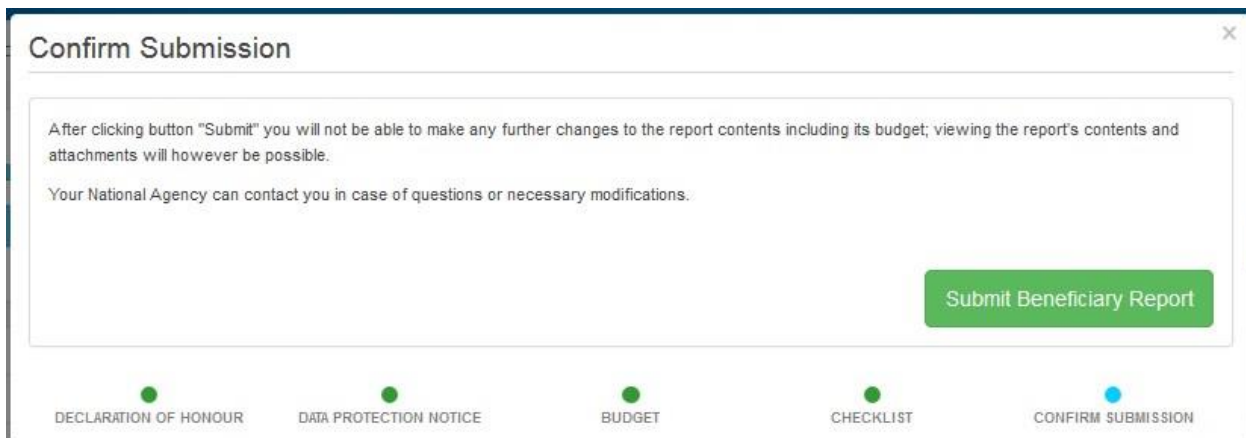 Confirm Submission
×
After clicking button "Submit" you will not be able to make any further changes to the report contents including its budget; viewing the report's contents and
attachments will however be possible.
Your National Agency can contact you in case of questions or necessary modifications.
Submit Beneficiary Report
DECLARATION OF HONOUR DATA PROTECTION NOTICE BUDGET CHECKLIST CONFIRM SUBMISSION